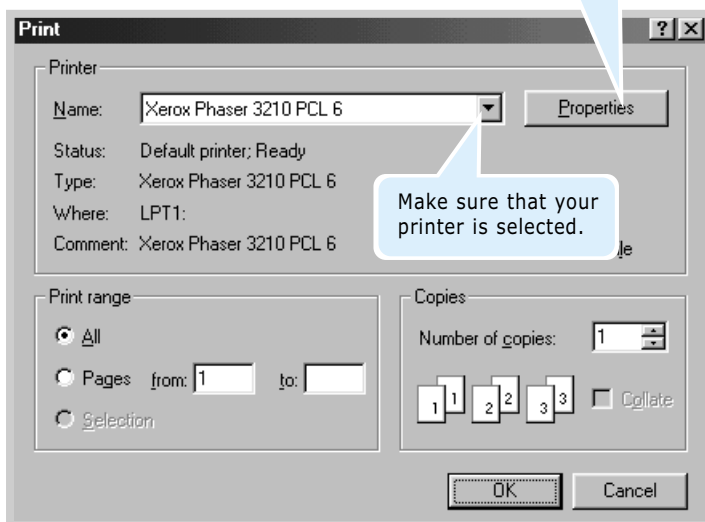 Print
Printer
Name: Xerox Phaser 3210 PCL 6 Properties
Status: Default printer; Ready
Type: Xerox Phaser 3210 PCL 6
Where: LPT1:
Comment: Xerox Phaser 3210 PCL 6
Make sure that your
printer is selected.
Print range
All
Pages from: 1 to:
Selection
Copies
Number of copies: 1
1 1 2 2 3 3 Collate
OK Cancel